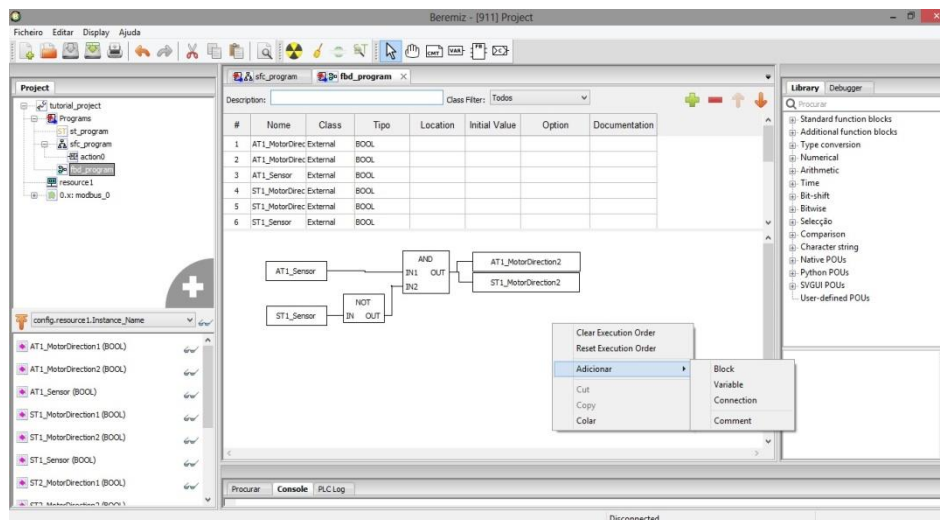 Beremiz - [911] Project
Ficheiro Editar Display Ajuda
sfc_program
fbd_program
Project
tutorial_project
Programs
st_program
sfc_program
action0
fbd_program
resource1
0.x: modbus_0
Description:
Class Filter: Todos
# Nome Class Tipo Location Initial Value Option Documentation
1 AT1_MotorDirec External BOOL
2 AT1_MotorDirec External BOOL
3 AT1_Sensor External BOOL
4 ST1_MotorDirec External BOOL
5 ST1_MotorDirec External BOOL
6 ST1_Sensor External BOOL
AT1_Sensor
ST1_Sensor
NOT
IN OUT
AND
IN1 OUT
IN2
AT1_MotorDirection2
ST1_MotorDirection2
Clear Execution Order
Reset Execution Order
Adicionar
Cut
Copy
Colar
Block
Variable
Connection
Comment
Library Debugger
Procurar
Standard function blocks
Additional function blocks
Type conversion
Numerical
Arithmetic
Time
Bit-shift
Bitwise
Selecção
Comparison
Character string
Native POUs
Python POUs
SVGUI POUs
User-defined POUs
config.resource1.Instance_Name
AT1_MotorDirection1 (BOOL)
AT1_MotorDirection2 (BOOL)
AT1_Sensor (BOOL)
ST1_MotorDirection1 (BOOL)
ST1_MotorDirection2 (BOOL)
ST1_Sensor (BOOL)
ST2_MotorDirection1 (BOOL)
ST2_MotorDirection2 (BOOL)
Procurar Console PLC Log
Disconnected